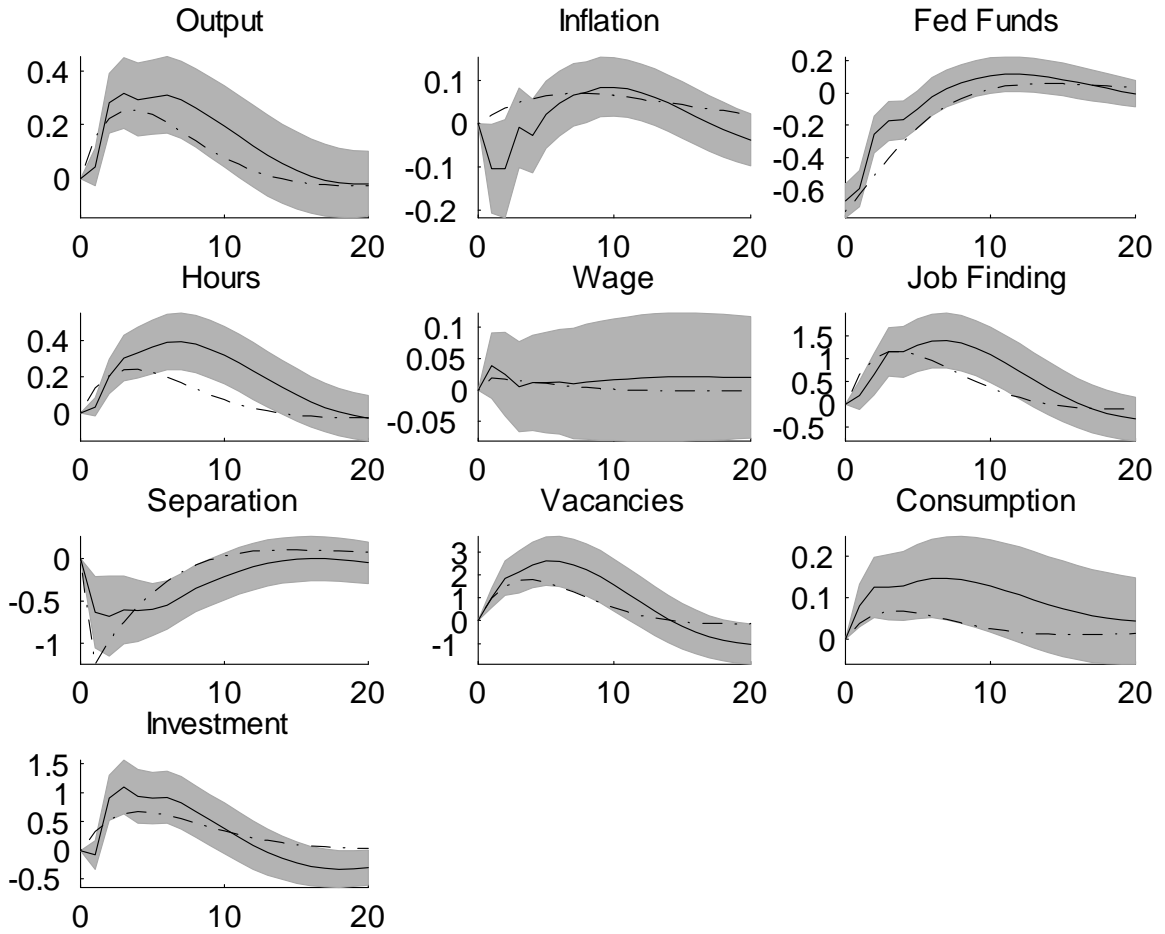 Output Inflation Fed Funds
0.4 0.1 0.2
0.2 0 0
0 -0.1 -0.2
-0.2 -0.4
-0.6
0 10 20 0 10 20 0 10 20
Hours Wage Job Finding
0.4 0.1 1.5
0.2 0.05 1
0 0 0.5
-0.05 0
-0.5
0 10 20 0 10 20 0 10 20
Separation Vacancies Consumption
0 3 0.2
-0.5 2 0.1
-1 1 0
0
-1
0 10 20 0 10 20 0 10 20
Investment
1.5
1
0.5
0
-0.5
0 10 20